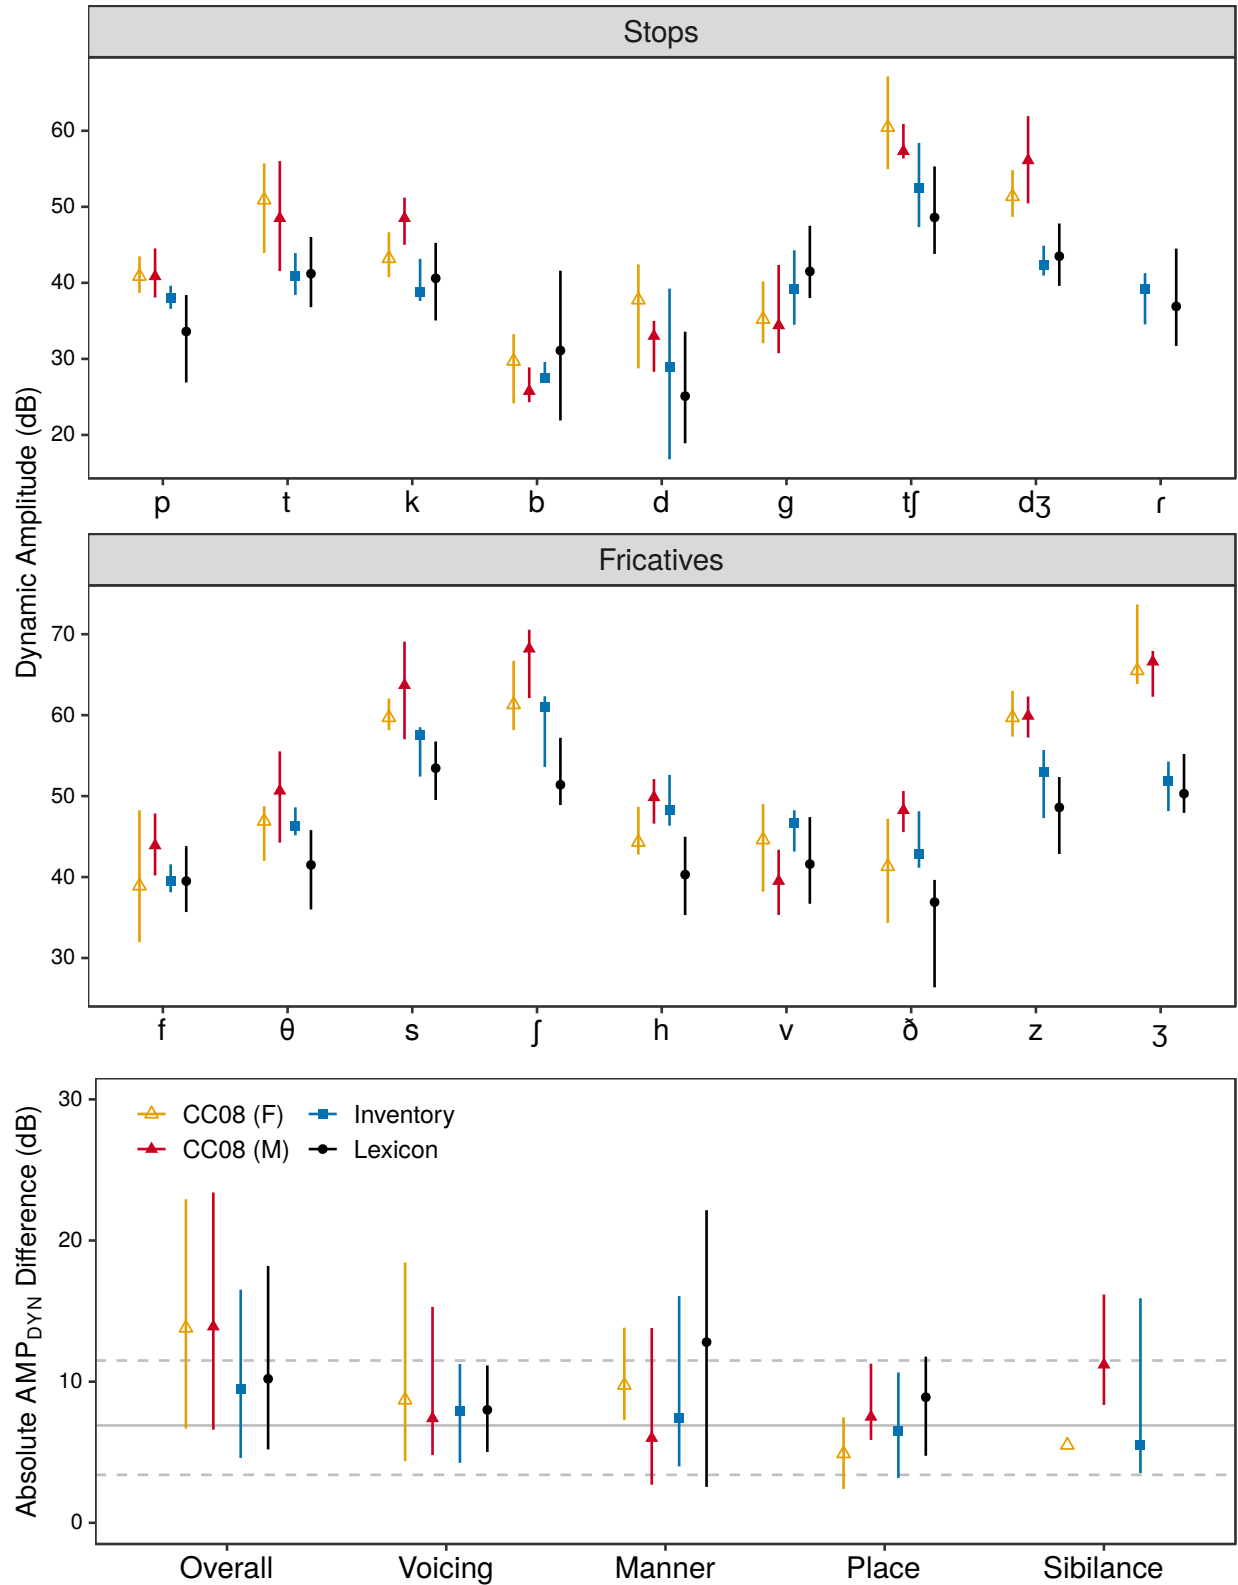 Stops
Dynamic Amplitude (dB)
60
50
40
30
20
p t k b d g tʃ dʒ ɾ
Fricatives
70
60
50
40
30
f θ s ʃ h v ð z ʒ
Absolute AMP_DYN Difference (dB)
30
20
10
0
CC08 (F) Inventory
CC08 (M) Lexicon
Overall Voicing Manner Place Sibilance